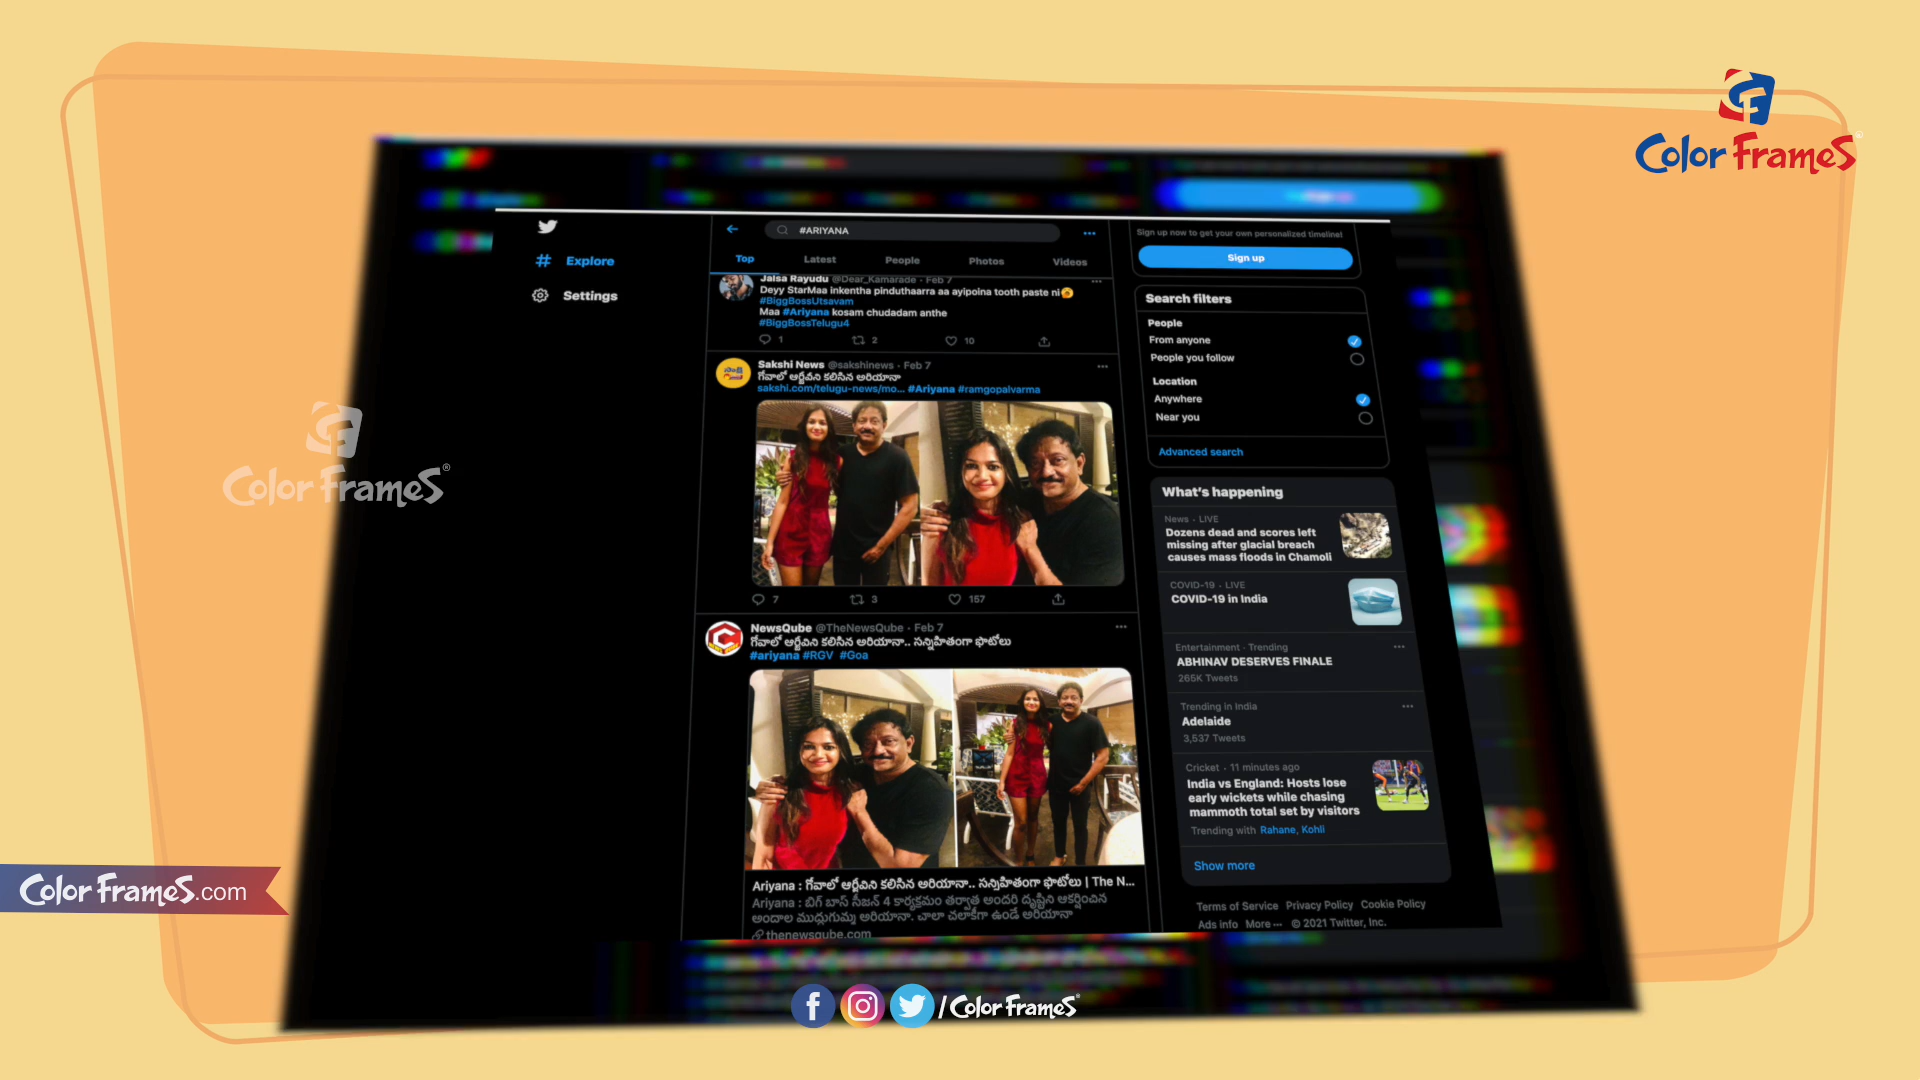 Color Frames®
Explore
Settings
#ARIYANA
Top
Latest
People
Photos
Videos
Jalsa Rayudu @Dear_Kamarade · Feb 7
Deyy StarMaa inkentha pinduthaarra aa ayipoina tooth paste ni
#BiggBossUtsavam
Maa #Ariyana kosam chudadam anthe
#BiggBossTelugu4
1
2
10
Sakshi News @sakshinews · Feb 7
గోవాలో ఆర్జీవీని కలిసిన అరియానా
sakshi.com/telugu-news/mo... #Ariyana #ramgopalvarma
7
3
157
NewsQube @TheNewsQube · Feb 7
గోవాలో ఆర్జీవిని కలిసిన అరియానా.. సన్నిహితంగా ఫొటోలు
#ariyana #RGV #Goa
Ariyana : గోవాలో ఆర్జీవిని కలిసిన అరియానా.. సన్నిహితంగా ఫొటోలు | The N...
Ariyana : బిగ్ బాస్ సీజన్ 4 కార్యక్రమం తర్వాత అందరి దృష్టిని ఆకర్షించిన
అందాల ముద్దుగుమ్మ అరియానా. చాలా చలాకీగా ఉండే అరియానా
thenewsqube.com
Sign up now to get your own personalized timeline!
Sign up
Search filters
People
From anyone
People you follow
Location
Anywhere
Near you
Advanced search
What's happening
News · LIVE
Dozens dead and scores left
missing after glacial breach
causes mass floods in Chamoli
COVID-19 · LIVE
COVID-19 in India
Entertainment · Trending
ABHINAV DESERVES FINALE
265K Tweets
Trending in India
Adelaide
3,537 Tweets
Cricket · 11 minutes ago
India vs England: Hosts lose
early wickets while chasing
mammoth total set by visitors
Trending with Rahane, Kohli
Show more
Terms of Service Privacy Policy Cookie Policy
Ads info More ··· © 2021 Twitter, Inc.
Color Frames®
Color Frames.com
/Color Frames®